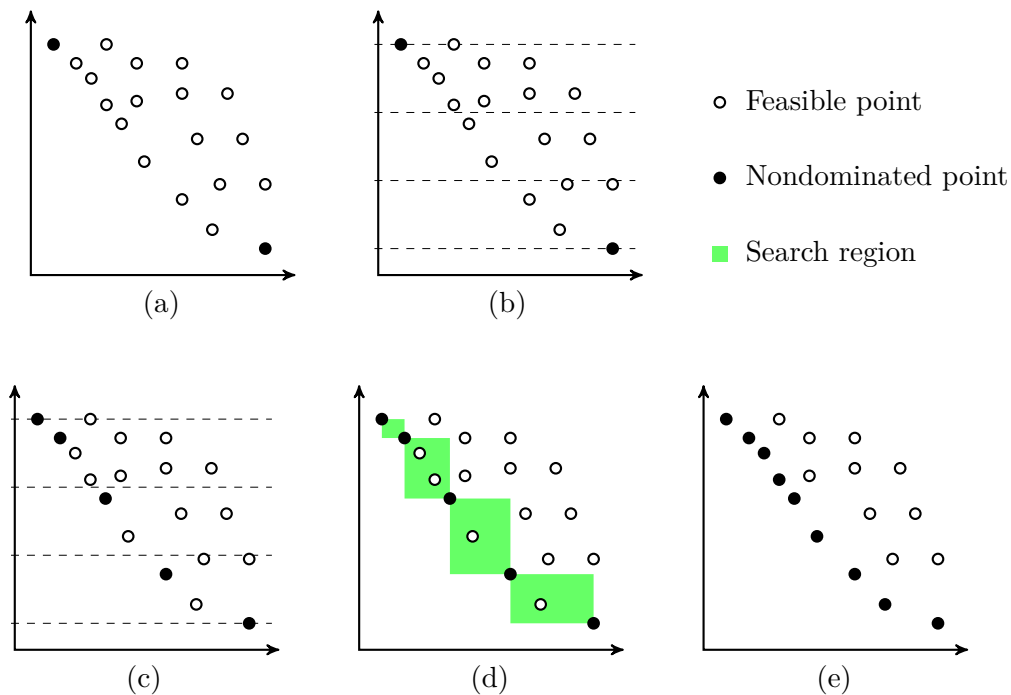 Feasible point
Nondominated point
Search region
(a)
(b)
(c)
(d)
(e)